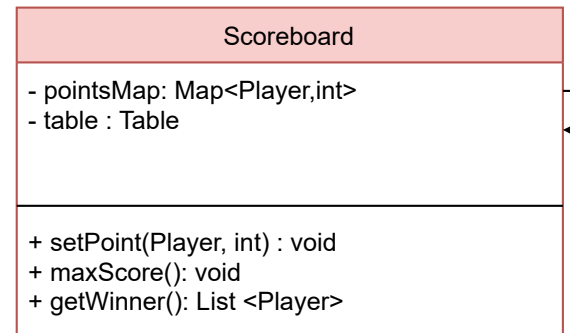 Scoreboard
- pointsMap: Map<Player,int>
- table : Table
+ setPoint(Player, int) : void
+ maxScore(): void
+ getWinner(): List <Player>